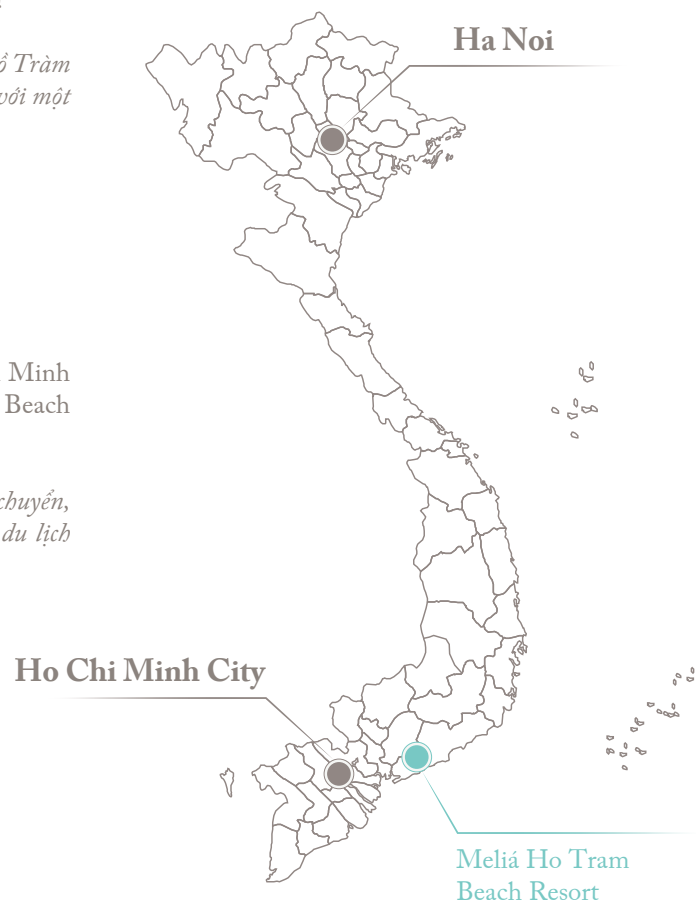 Ha Noi
Tràm
với một
Minh
Beach
chuyển,
du lịch
Ho Chi Minh City
Meliá Ho Tram
Beach Resort